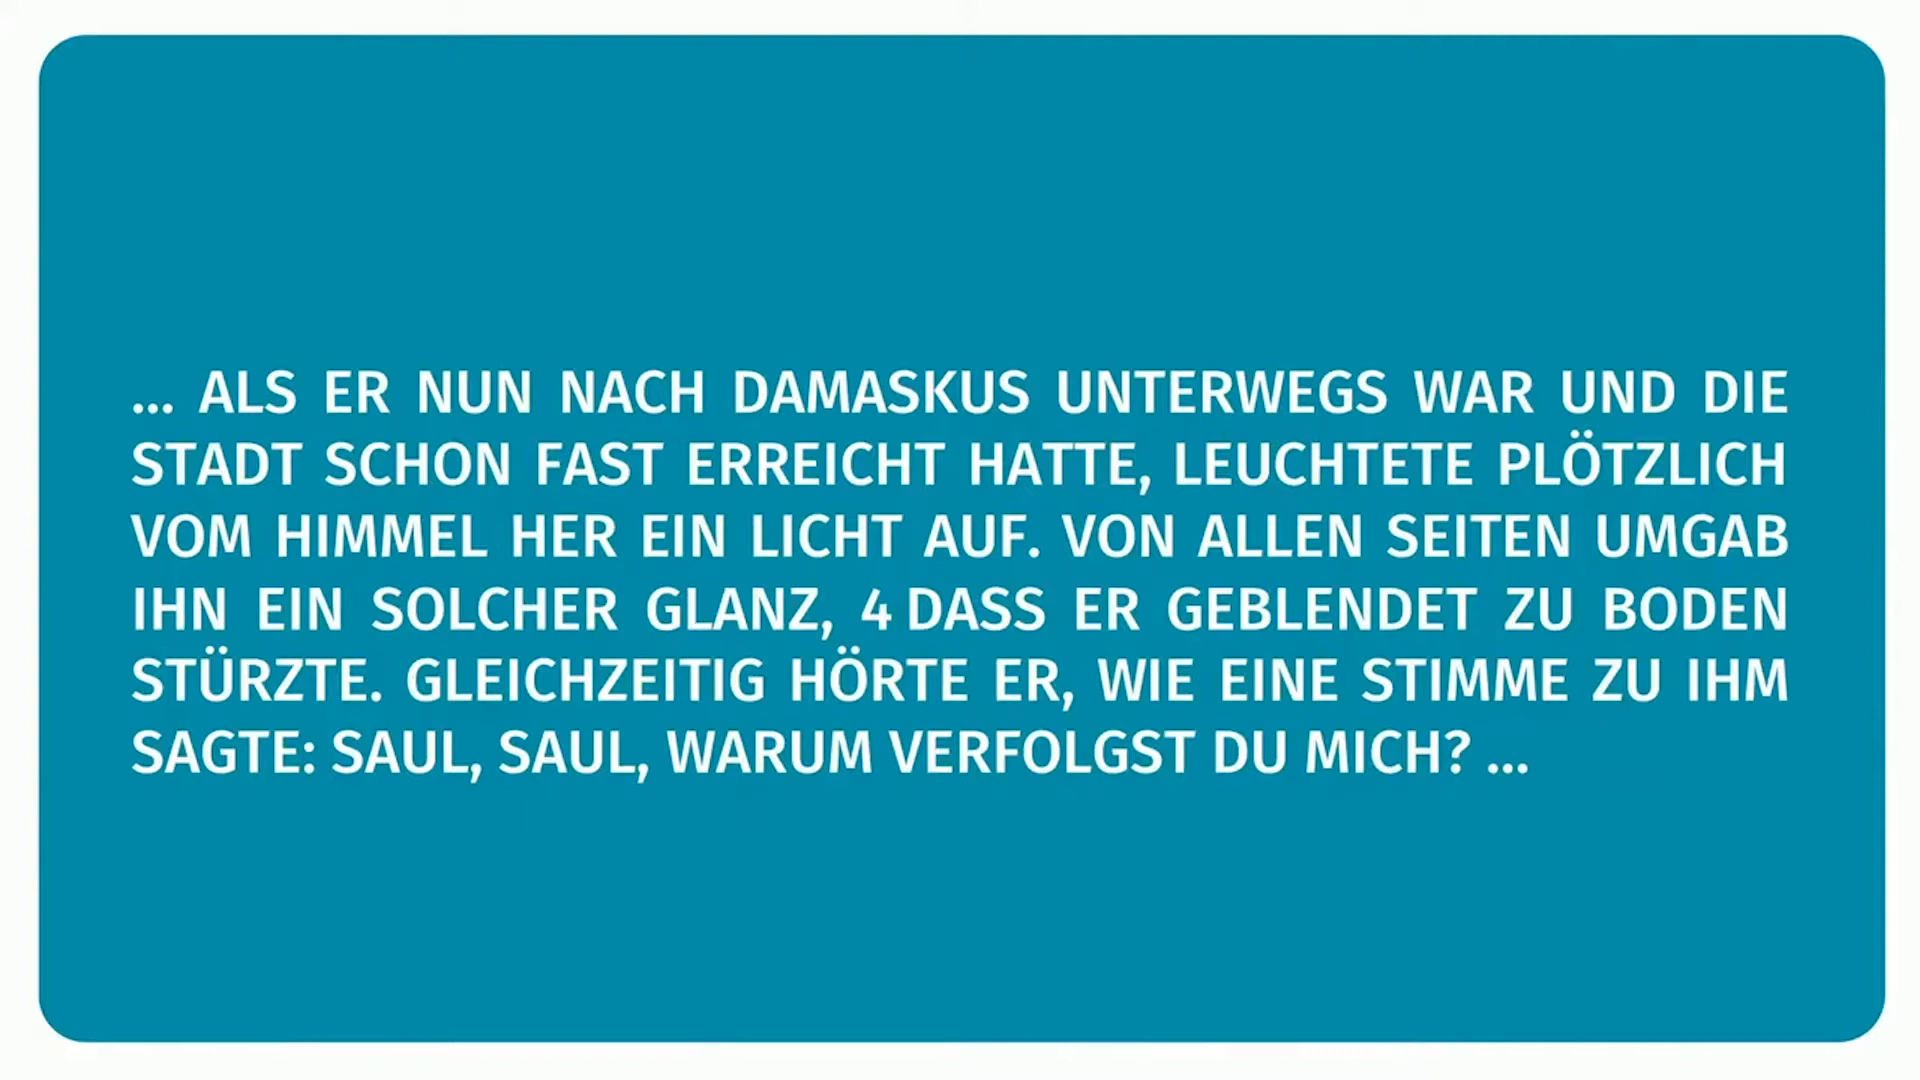 ... ALS ER NUN NACH DAMASKUS UNTERWEGS WAR UND DIE
STADT SCHON FAST ERREICHT HATTE, LEUCHTETE PLÖTZLICH
VOM HIMMEL HER EIN LICHT AUF. VON ALLEN SEITEN UMGAB
IHN EIN SOLCHER GLANZ, 4 DASS ER GEBLENDET ZU BODEN
STÜRZTE. GLEICHZEITIG HÖRTE ER, WIE EINE STIMME ZU IHM
SAGTE: SAUL, SAUL, WARUM VERFOLGST DU MICH? ...